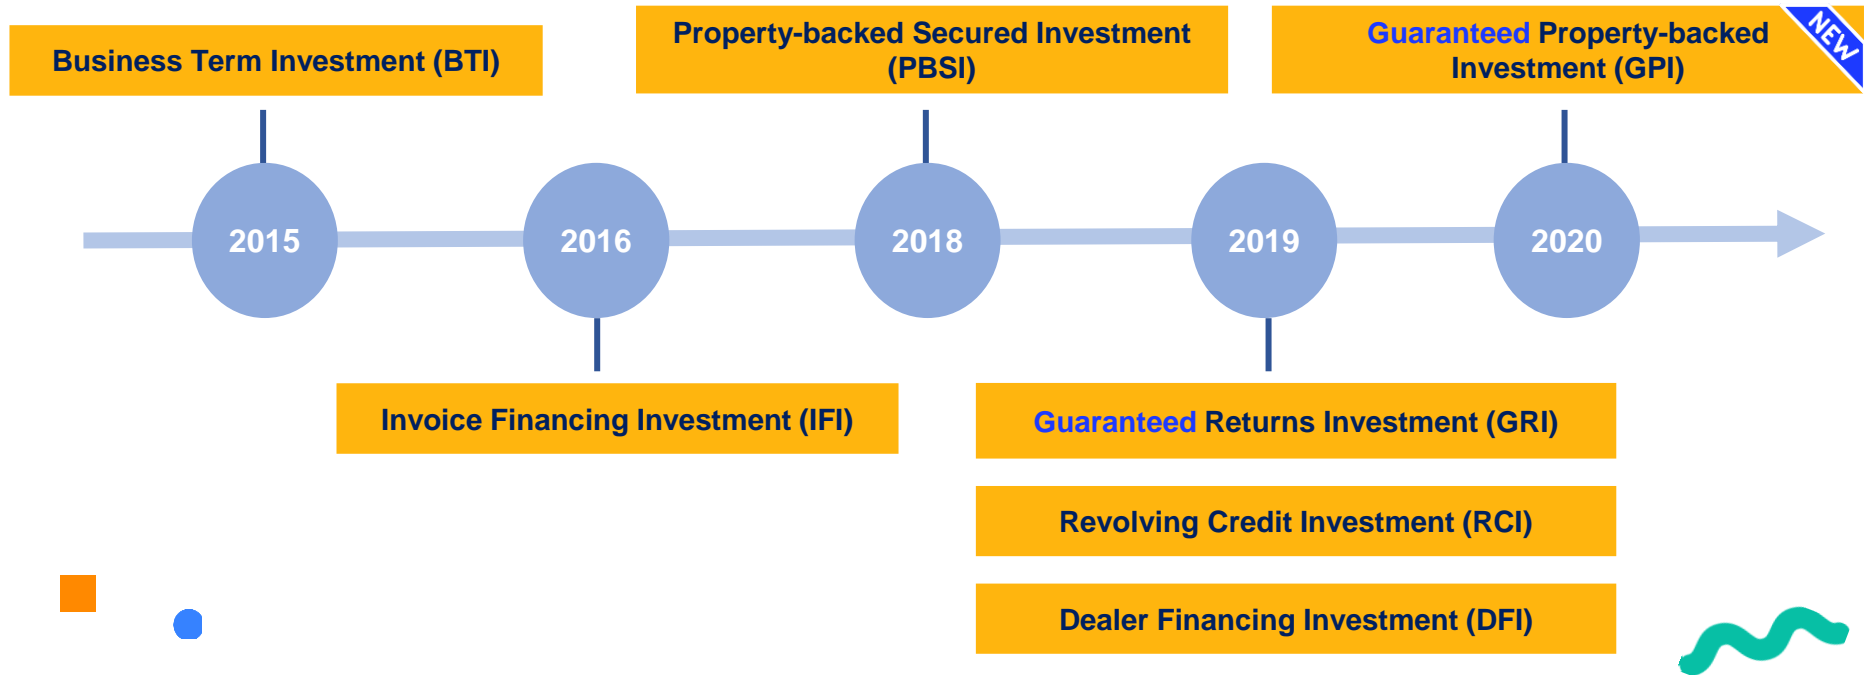 Business Term Investment (BTI)
Property-backed Secured Investment
(PBSI)
Guaranteed Property-backed
Investment (GPI)
NEW
2015
2016
2018
2019
2020
Invoice Financing Investment (IFI)
Guaranteed Returns Investment (GRI)
Revolving Credit Investment (RCI)
Dealer Financing Investment (DFI)